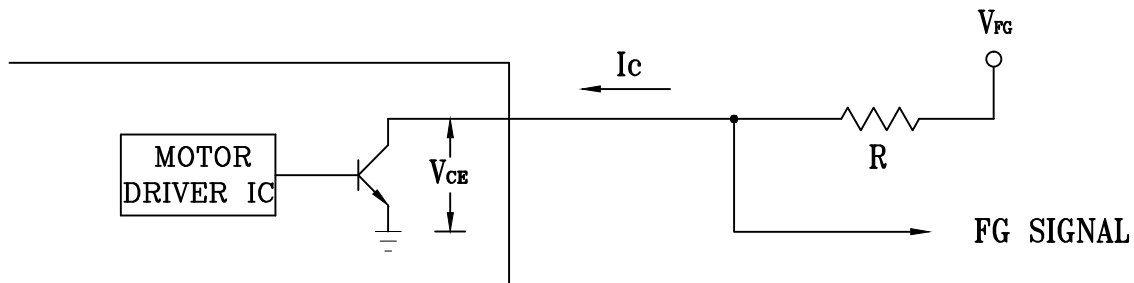 VFG
Ic
MOTOR
DRIVER IC
VCE
R
FG SIGNAL